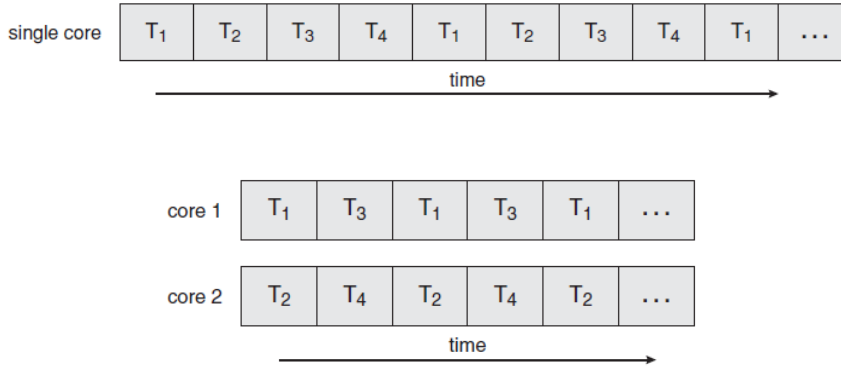 single core T₁ T₂ T₃ T₄ T₁ T₂ T₃ T₄ T₁ ...
time
core 1 T₁ T₃ T₁ T₃ T₁ ...
core 2 T₂ T₄ T₂ T₄ T₂ ...
time